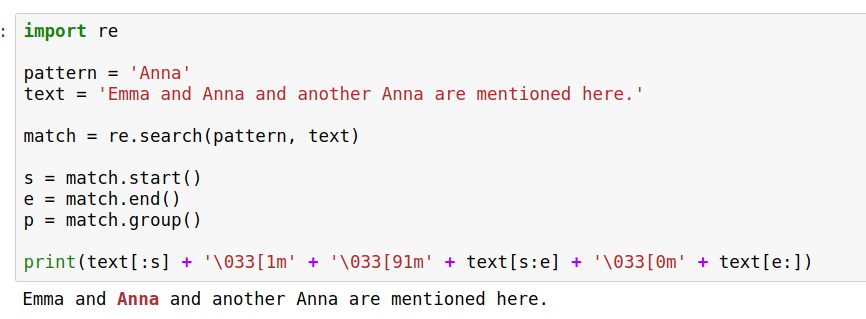 : import re
pattern = 'Anna'
text = 'Emma and Anna and another Anna are mentioned here.'
match = re.search(pattern, text)
s = match.start()
e = match.end()
p = match.group()
print(text[:s] + '\033[1m' + '\033[91m' + text[s:e] + '\033[0m' + text[e:])
Emma and Anna and another Anna are mentioned here.